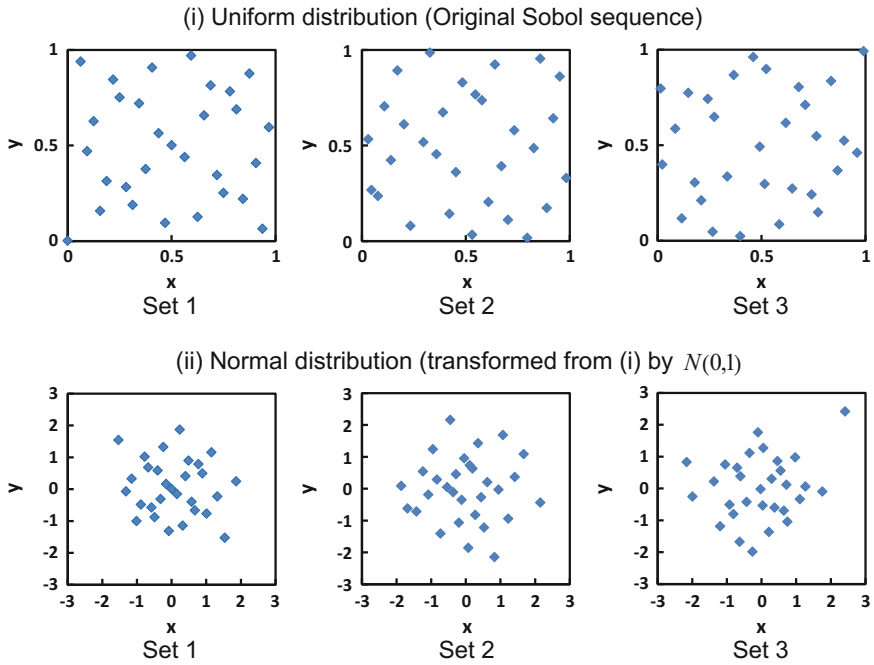 (i) Uniform distribution (Original Sobol sequence)
1
0.5
0
y
0
0.5
1
x
Set 1
1
0.5
0
y
0
0.5
1
x
Set 2
1
0.5
0
y
0
0.5
1
x
Set 3
(ii) Normal distribution (transformed from (i) by N(0,1)
3
2
1
0
-1
-2
-3
y
-3 -2 -1 0 1 2 3
x
Set 1
3
2
1
0
-1
-2
-3
y
-3 -2 -1 0 1 2 3
x
Set 2
3
2
1
0
-1
-2
-3
y
-3 -2 -1 0 1 2 3
x
Set 3